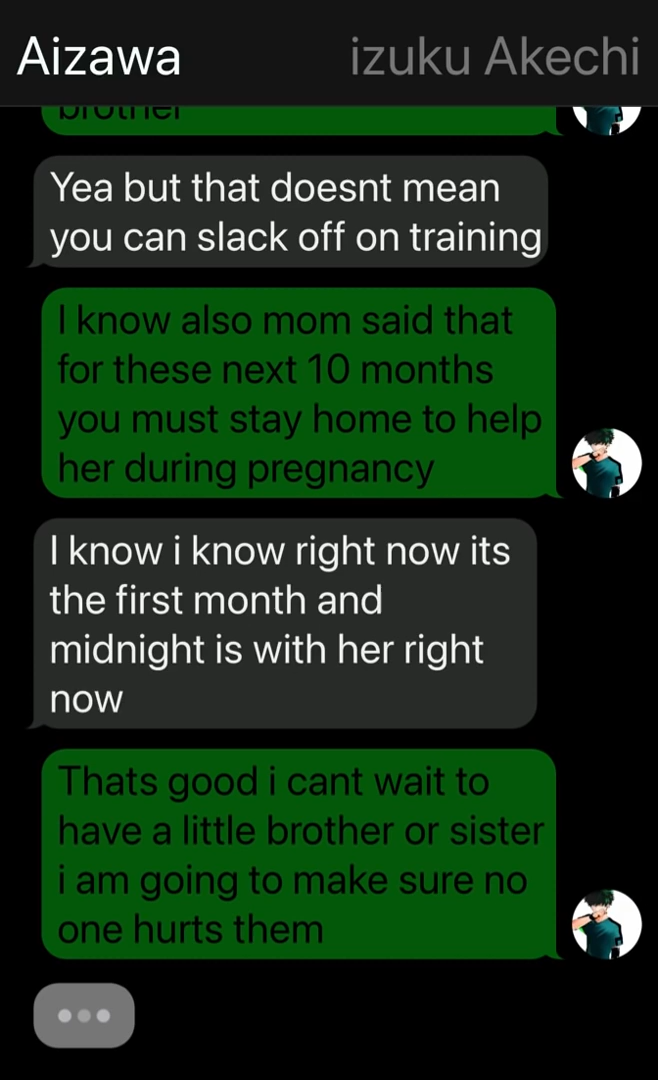 Aizawa izuku Akechi
brother
Yea but that doesnt mean
you can slack off on training
I know also mom said that
for these next 10 months
you must stay home to help
her during pregnancy
I know i know right now its
the first month and
midnight is with her right
now
Thats good i cant wait to
have a little brother or sister
i am going to make sure no
one hurts them